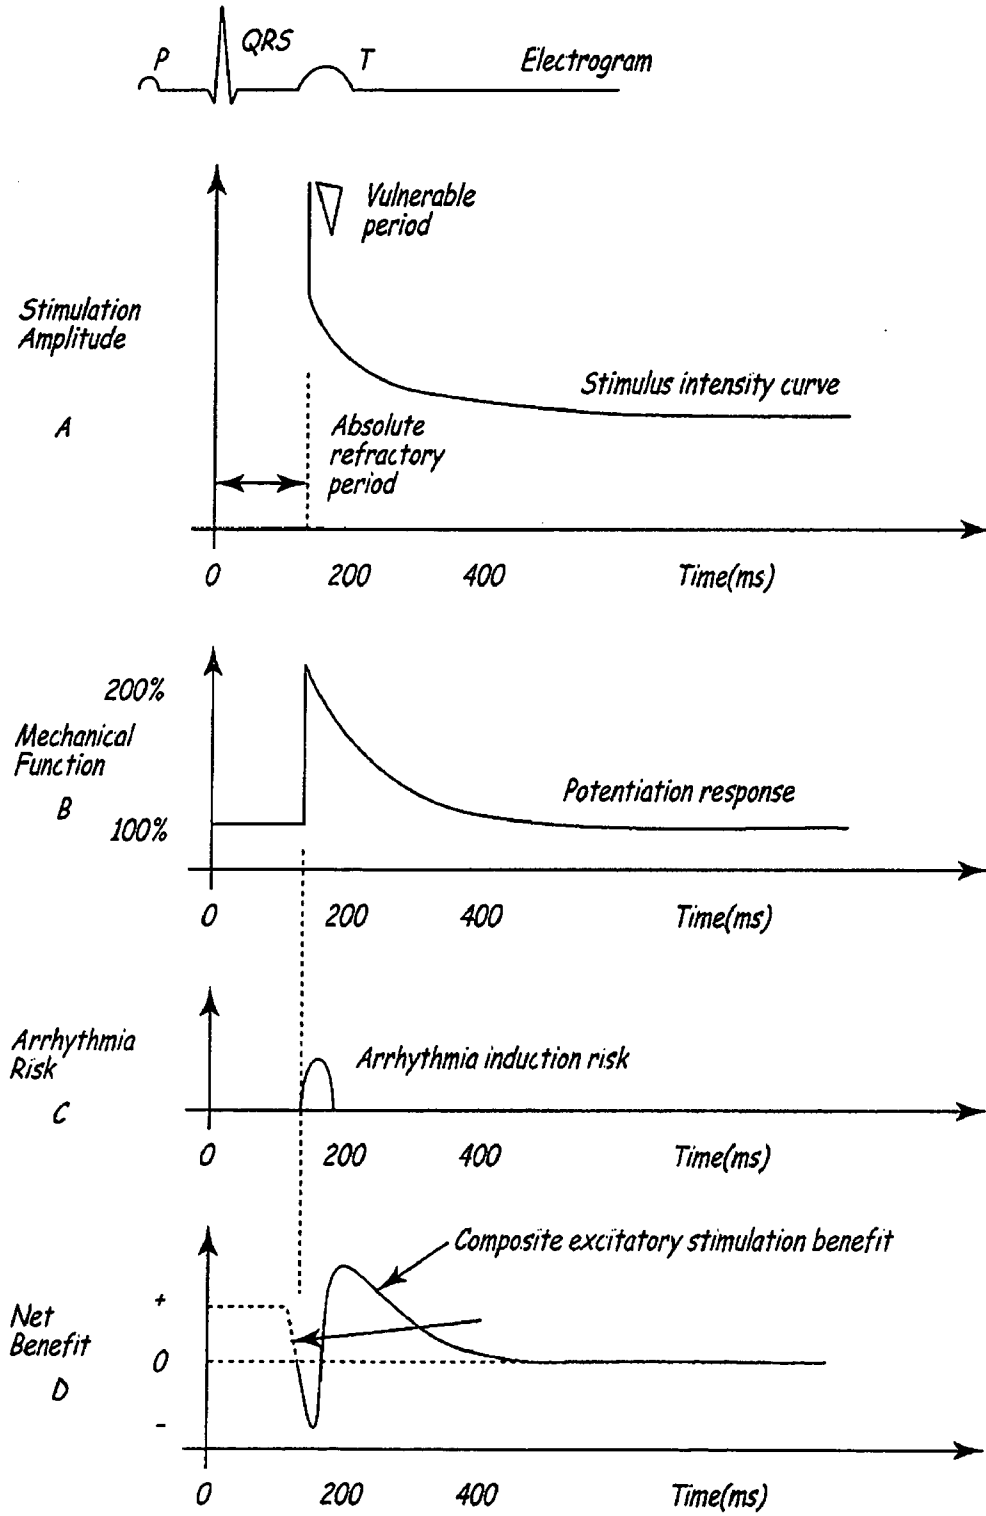 P
QRS
T
Electrogram
Vulnerable
period
Stimulation
Amplitude
A
Stimulus intensity curve
Absolute
refractory
period
0 200 400 Time(ms)
200%
Mechanical
Function
B
100%
Potentiation response
0 200 400 Time(ms)
Arrhythmia
Risk
C
Arrhythmia induction risk
0 200 400 Time(ms)
Composite excitatory stimulation benefit
+
Net
Benefit
D
0
-
0 200 400 Time(ms)